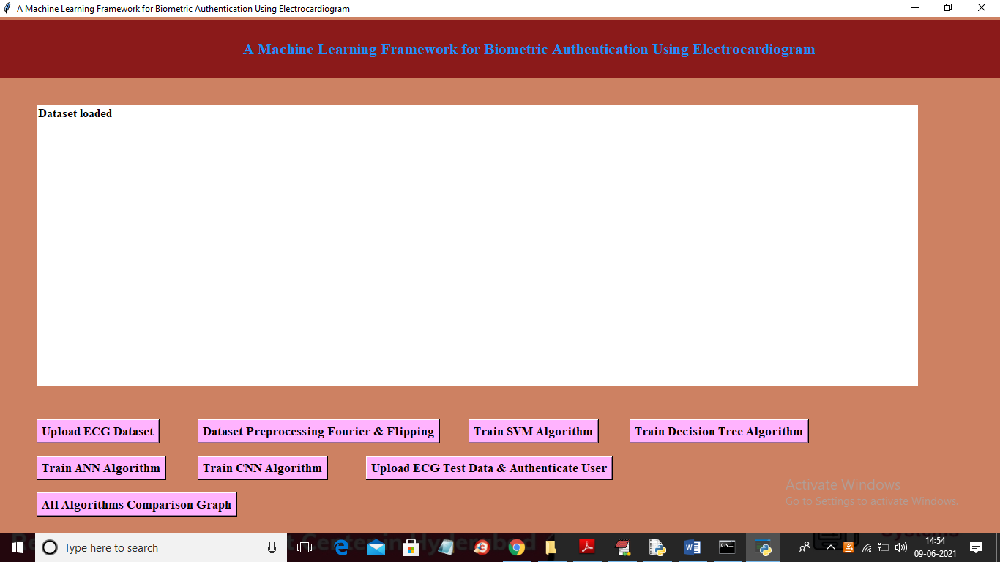 A Machine Learning Framework for Biometric Authentication Using Electrocardiogram
A Machine Learning Framework for Biometric Authentication Using Electrocardiogram
Dataset loaded
Upload ECG Dataset
Dataset Preprocessing Fourier & Flipping
Train SVM Algorithm
Train Decision Tree Algorithm
Train ANN Algorithm
Train CNN Algorithm
Upload ECG Test Data & Authenticate User
All Algorithms Comparison Graph
Activate Windows
Go to Settings to activate Windows.
Type here to search
14:54
09-06-2021